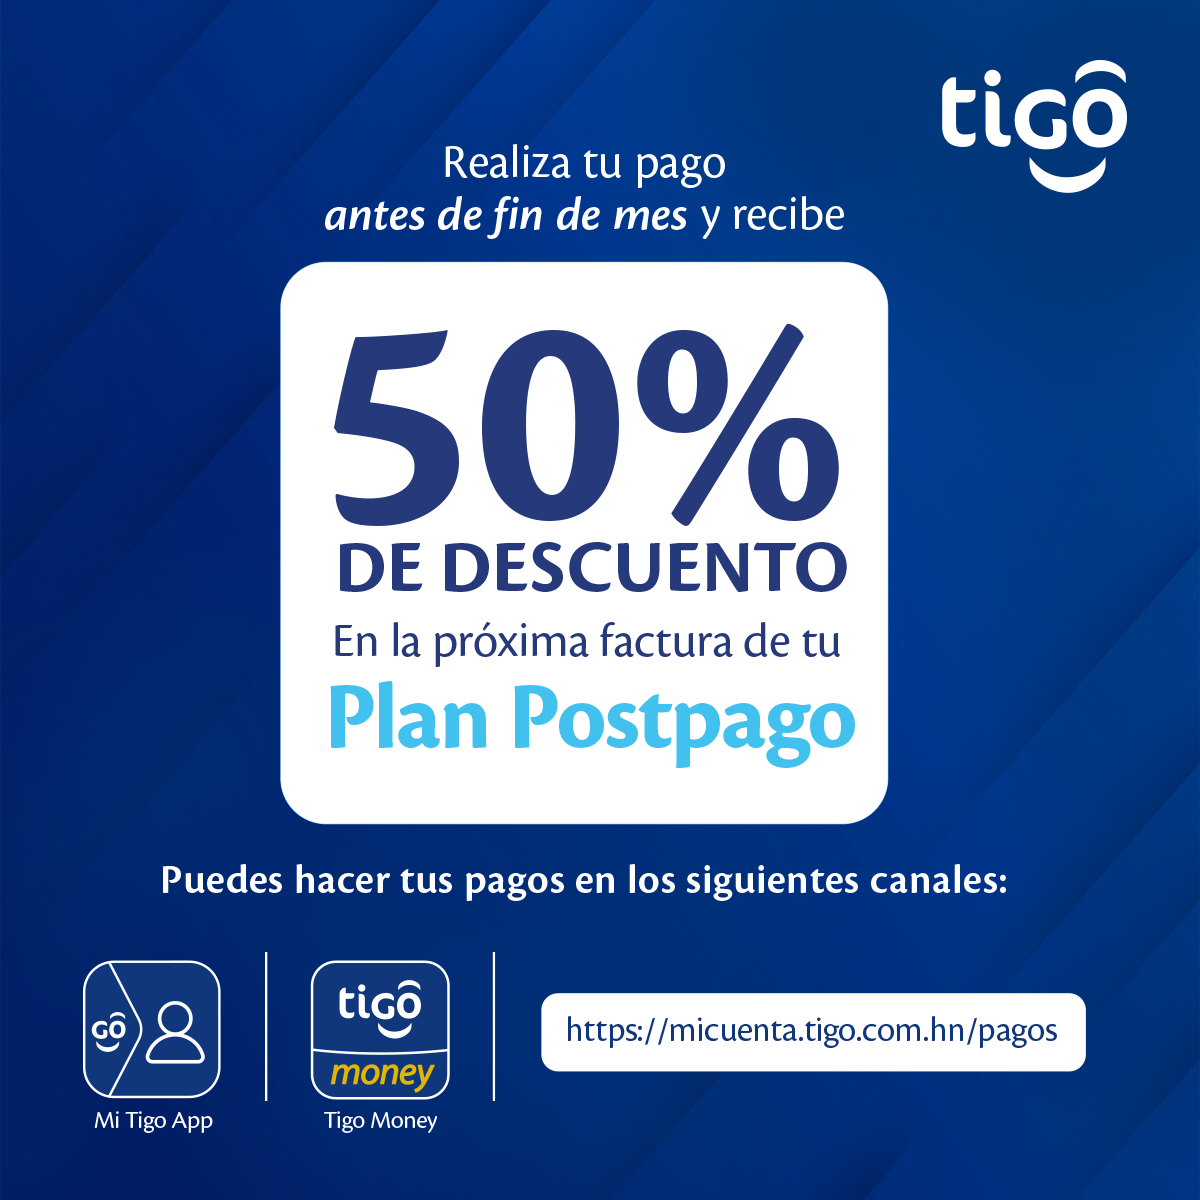 tigo
Realiza tu pago
antes de fin de mes y recibe
50%
DE DESCUENTO
En la próxima factura de tu
Plan Postpago
Puedes hacer tus pagos en los siguientes canales:
GO
Mi Tigo App
tigo
money
Tigo Money
https://micuenta.tigo.com.hn/pagos